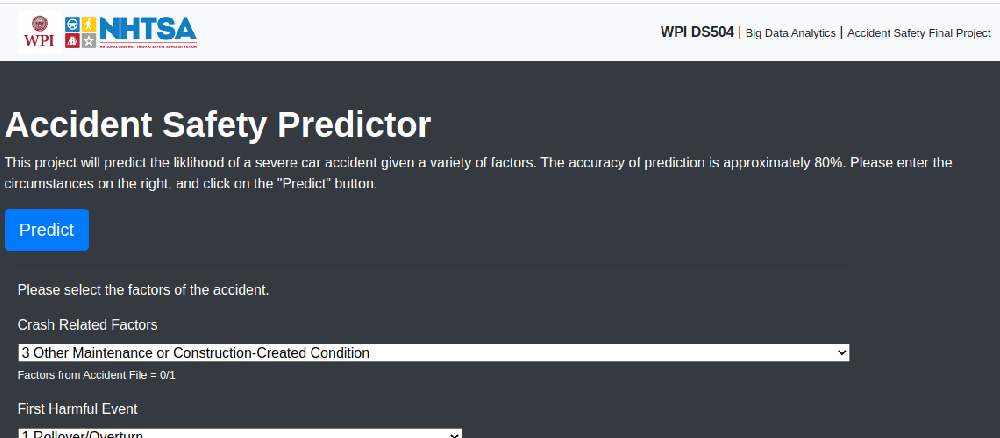 WPI
NHTSA
NATIONAL HIGHWAY TRAFFIC SAFETY ADMINISTRATION
WPI DS504 | Big Data Analytics | Accident Safety Final Project
Accident Safety Predictor
This project will predict the liklihood of a severe car accident given a variety of factors. The accuracy of prediction is approximately 80%. Please enter the
circumstances on the right, and click on the "Predict" button.
Predict
Please select the factors of the accident.
Crash Related Factors
3 Other Maintenance or Construction-Created Condition
Factors from Accident File = 0/1
First Harmful Event
1 Rollover/Overturn